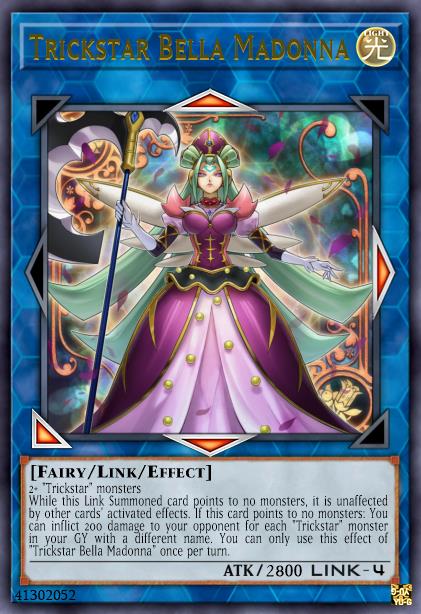 TRICKSTAR BELLA MADONNA
LIGHT
光
[FAIRY/LINK/EFFECT]
2+ "Trickstar" monsters
While this Link Summoned card points to no monsters, it is unaffected
by other cards' activated effects. If this card points to no monsters: You
can inflict 200 damage to your opponent for each "Trickstar" monster
in your GY with a different name. You can only use this effect of
"Trickstar Bella Madonna" once per turn.
ATK/2800 LINK-4
41302052